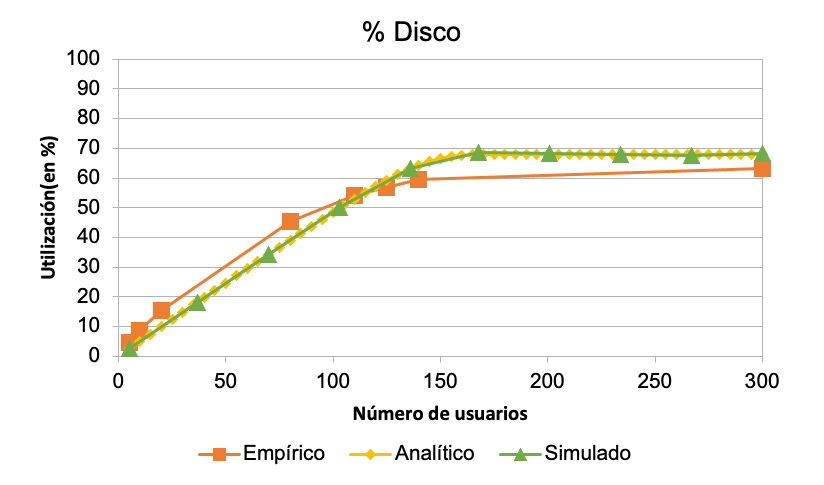 % Disco
100
90
80
70
60
50
40
30
20
10
0
Utilización(en %)
0 50 100 150 200 250 300
Número de usuarios
Empírico Analítico Simulado